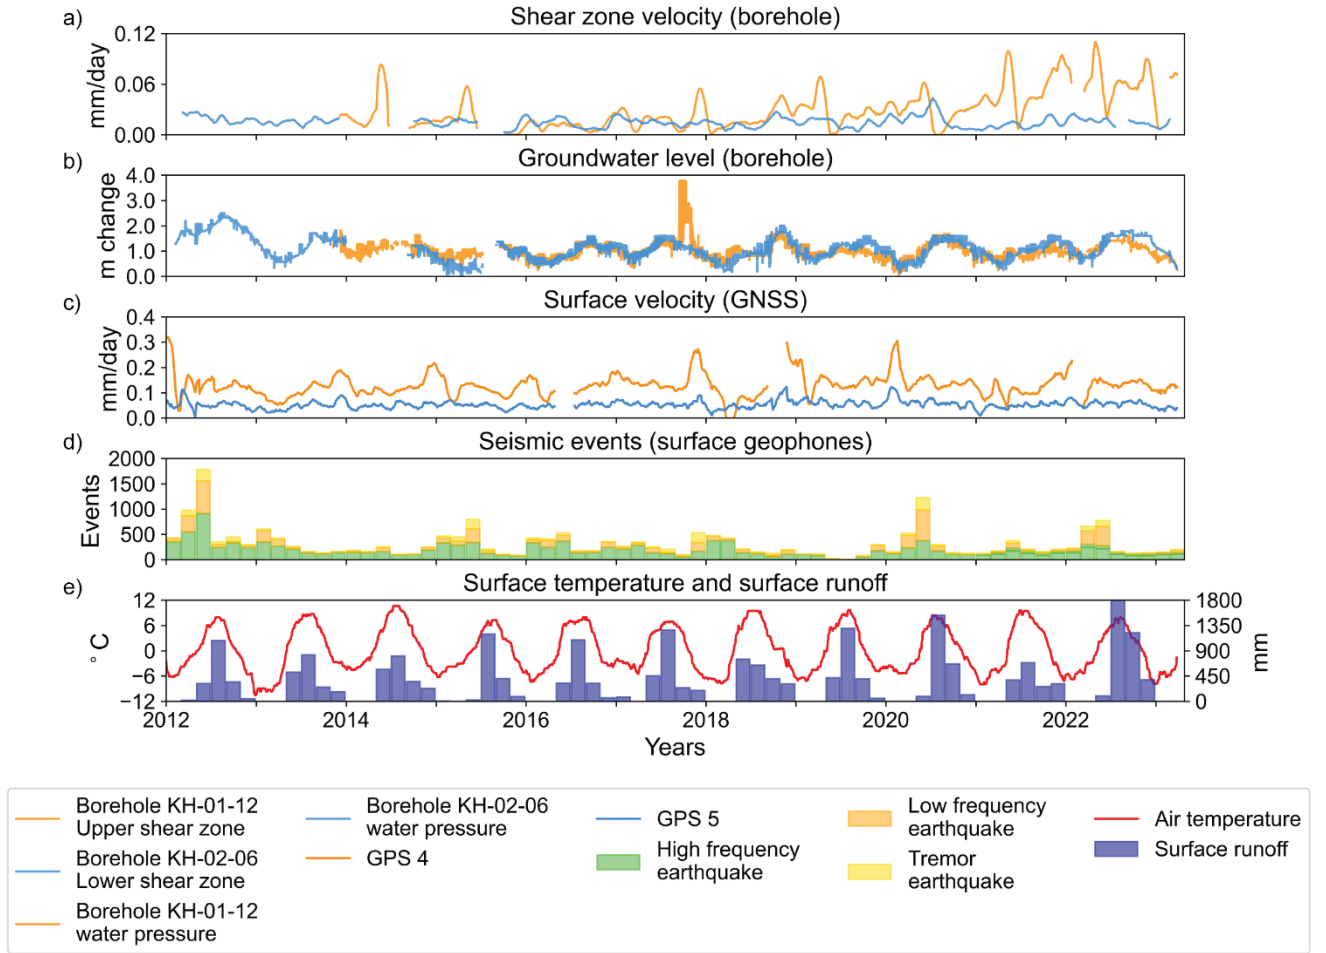 a) Shear zone velocity (borehole)
0.12
0.06
0.00
mm/day
b) Groundwater level (borehole)
4.0
3.0
2.0
1.0
0.0
m change
c) Surface velocity (GNSS)
0.4
0.3
0.2
0.1
0.0
mm/day
d) Seismic events (surface geophones)
2000
1500
1000
500
0
Events
e) Surface temperature and surface runoff
12
6
0
−6
−12
° C
1800
1350
900
450
0
mm
2012 2014 2016 2018 2020 2022
Years
Borehole KH-01-12
Upper shear zone
Borehole KH-02-06
Lower shear zone
Borehole KH-01-12
water pressure
Borehole KH-02-06
water pressure
GPS 4
GPS 5
High frequency
earthquake
Low frequency
earthquake
Tremor
earthquake
Air temperature
Surface runoff